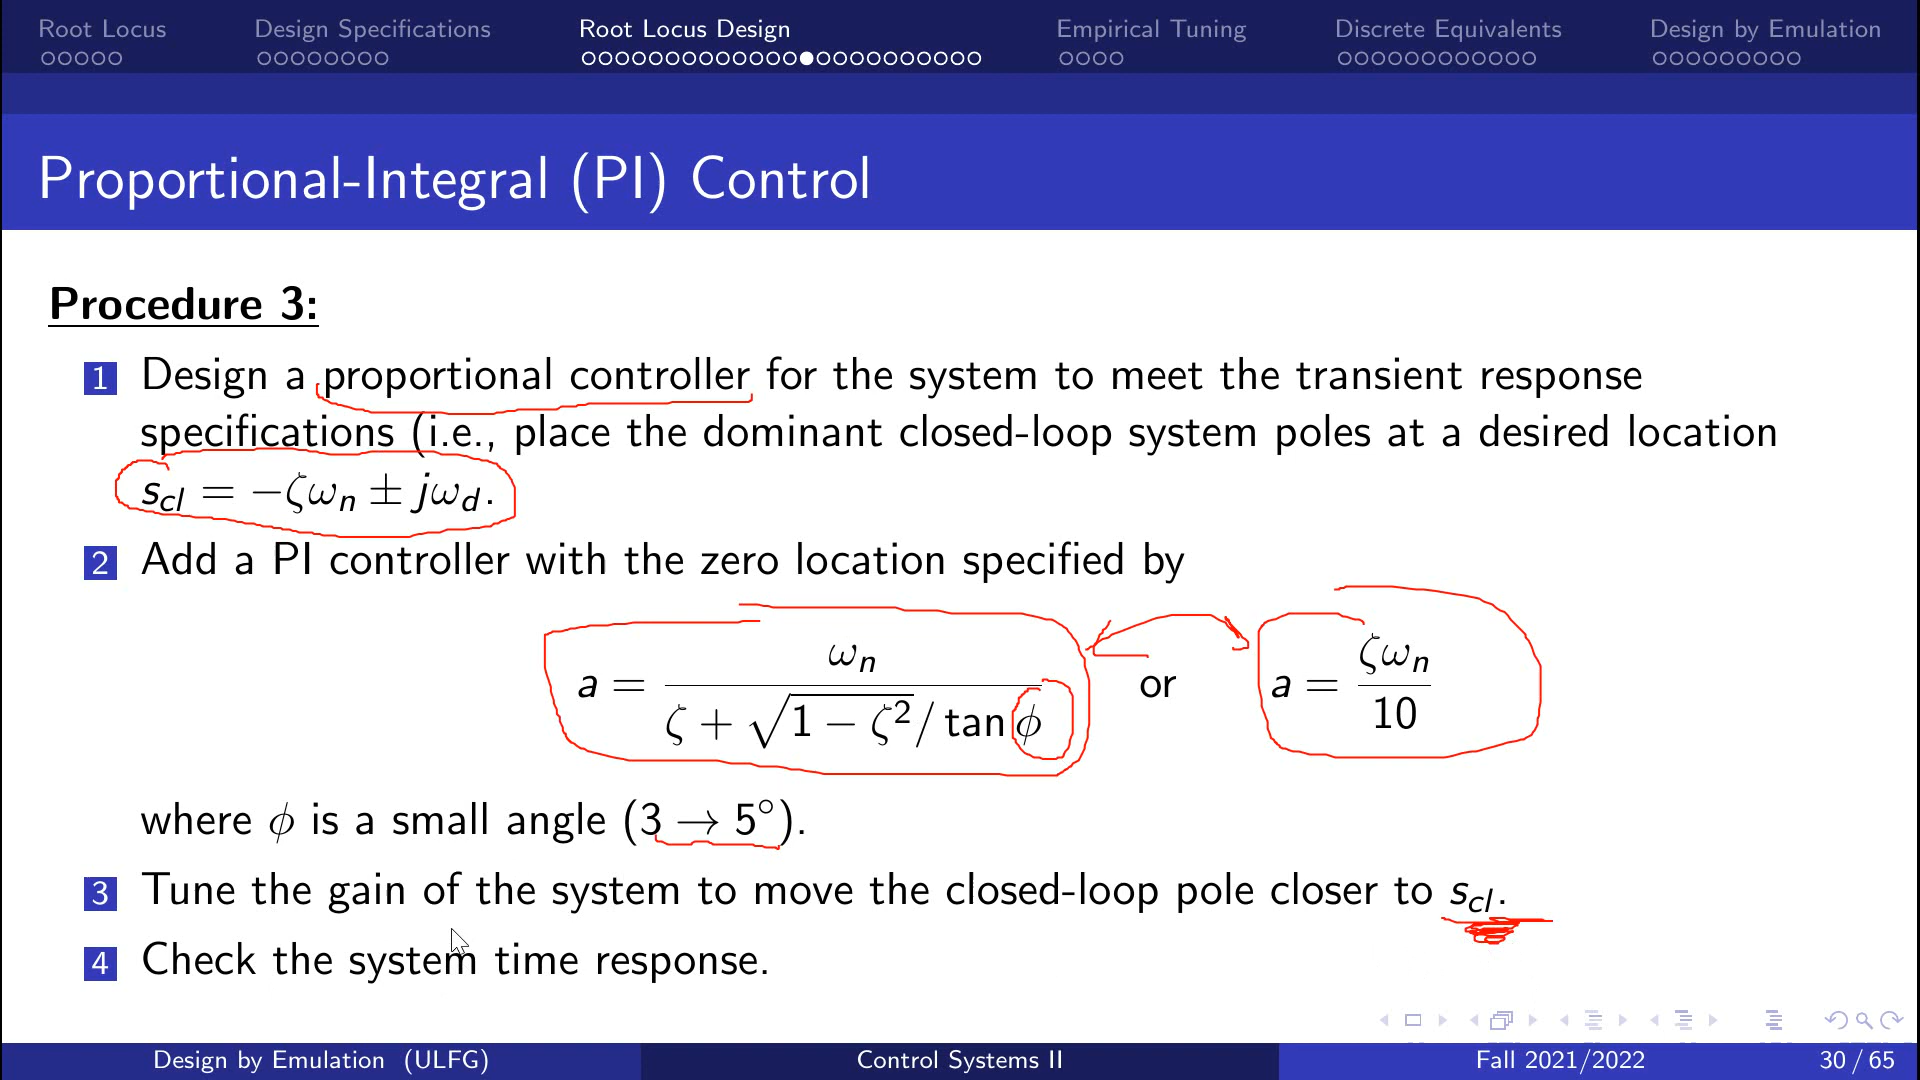 Root Locus Design Specifications Root Locus Design Empirical Tuning Discrete Equivalents Design by Emulation
Proportional-Integral (PI) Control
Procedure 3:
1 Design a proportional controller for the system to meet the transient response
specifications (i.e., place the dominant closed-loop system poles at a desired location
s_cl = −ζω_n ± jω_d.
2 Add a PI controller with the zero location specified by
a = ω_n / (ζ + √(1 − ζ²) / tan ϕ) or a = ζω_n / 10
where ϕ is a small angle (3 → 5°).
3 Tune the gain of the system to move the closed-loop pole closer to s_cl.
4 Check the system time response.
Design by Emulation (ULFG) Control Systems II Fall 2021/2022 30 / 65